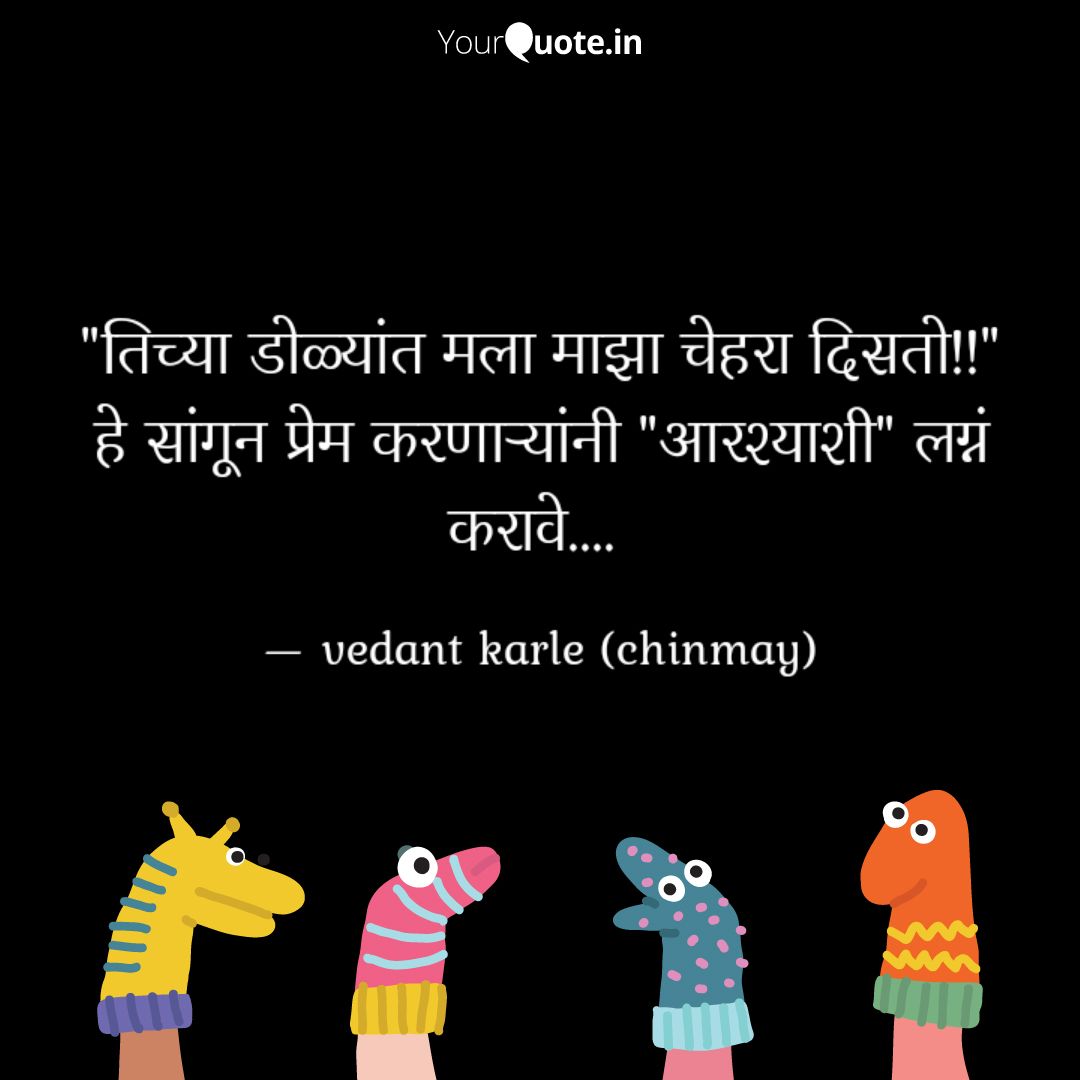 YourQuote.in
"तिच्या डोळ्यांत मला माझा चेहरा दिसतो!!"
हे सांगून प्रेम करणाऱ्यांनी "आरश्याशी" लग्नं
करावे....
— vedant karle (chinmay)